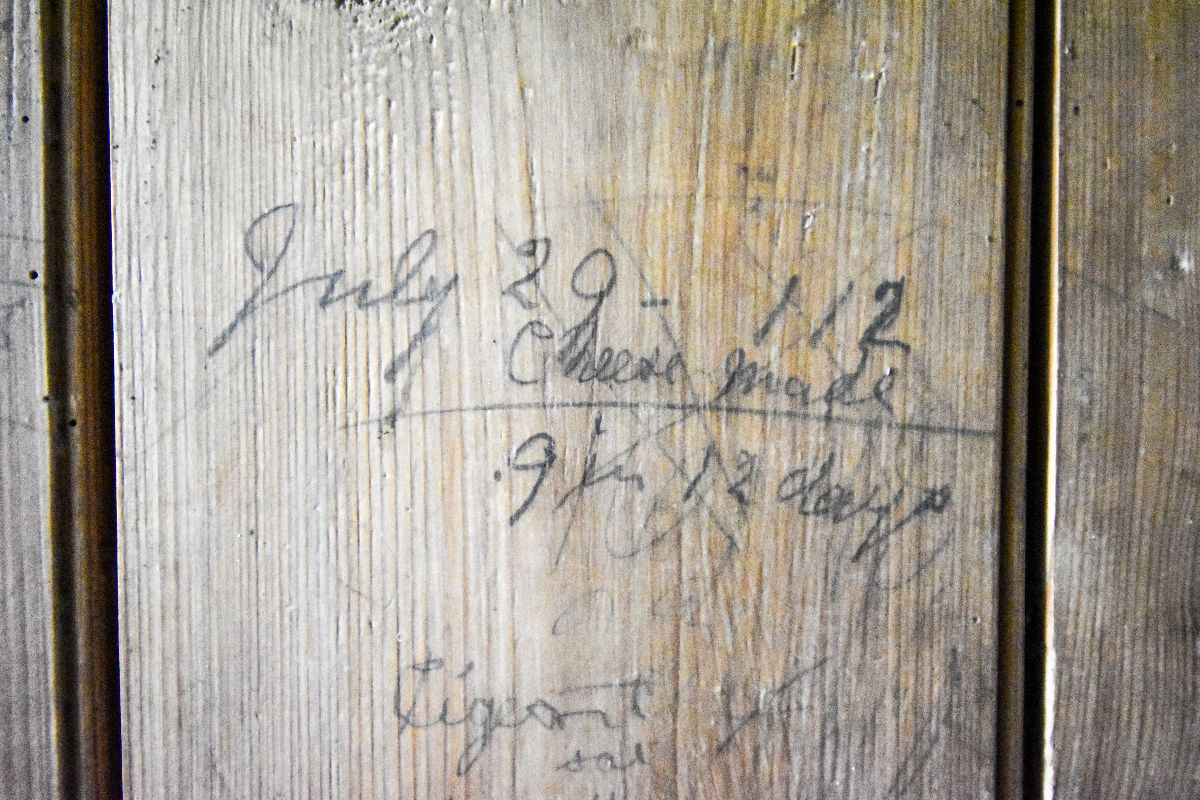 July 29 - 112
Cheese made
9 in 12 days